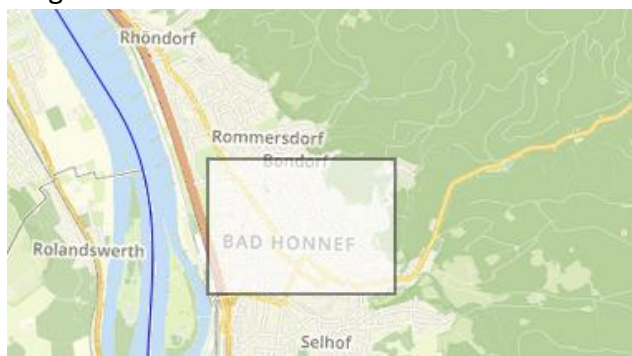 Rhöndorf
Rommersdorf
Bondorf
BAD HONNEF
Rolandswerth
Selhof